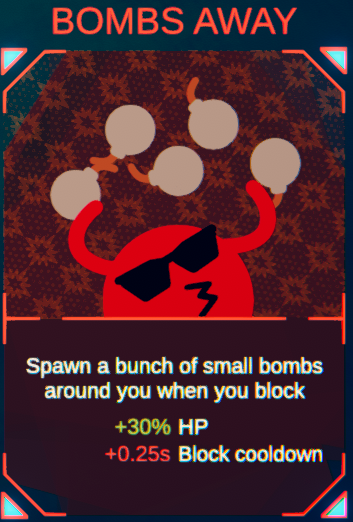 BOMBS AWAY
Spawn a bunch of small bombs
around you when you block
+30% HP
+0.25s Block cooldown